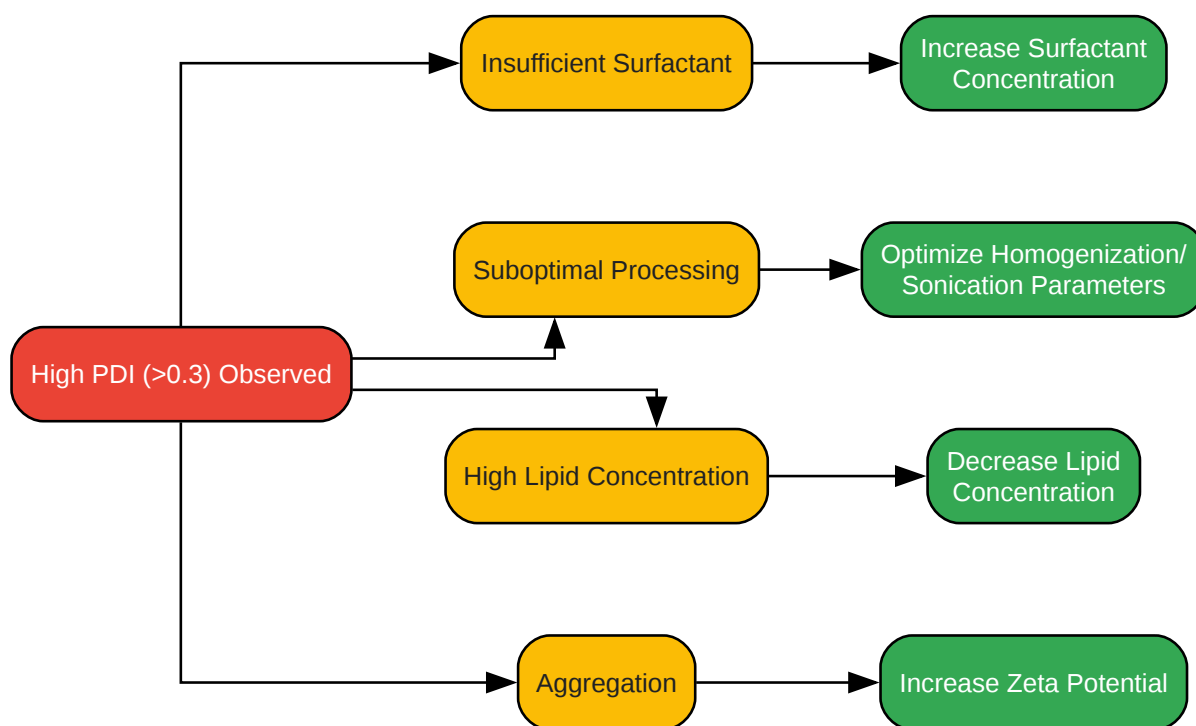 Insufficient Surfactant
Increase Surfactant
Concentration
Suboptimal Processing
Optimize Homogenization/
Sonication Parameters
High PDI (>0.3) Observed
High Lipid Concentration
Decrease Lipid
Concentration
Aggregation
Increase Zeta Potential